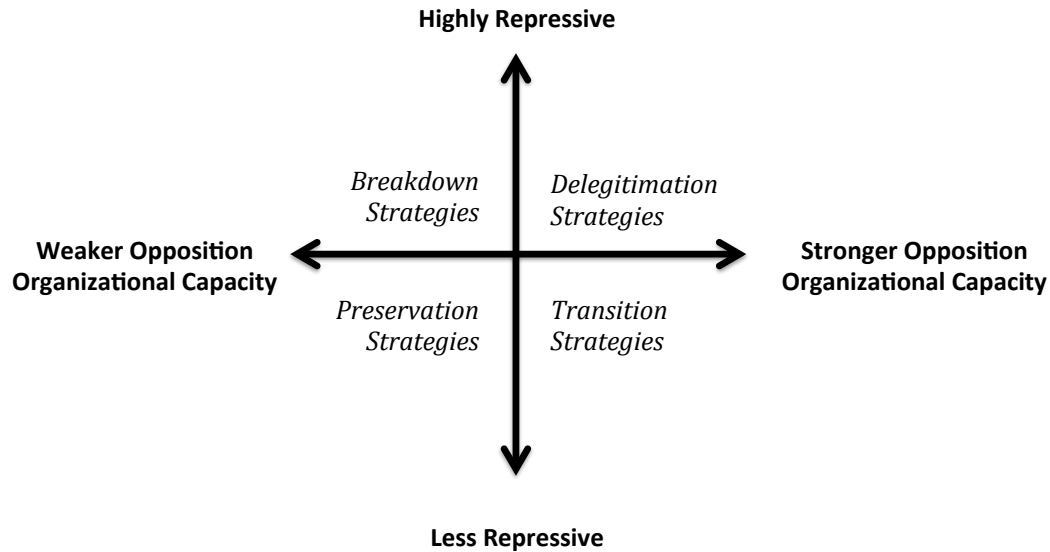 Highly Repressive
Breakdown
Strategies
Delegitimation
Strategies
Weaker Opposition
Organizational Capacity
Stronger Opposition
Organizational Capacity
Preservation
Strategies
Transition
Strategies
Less Repressive